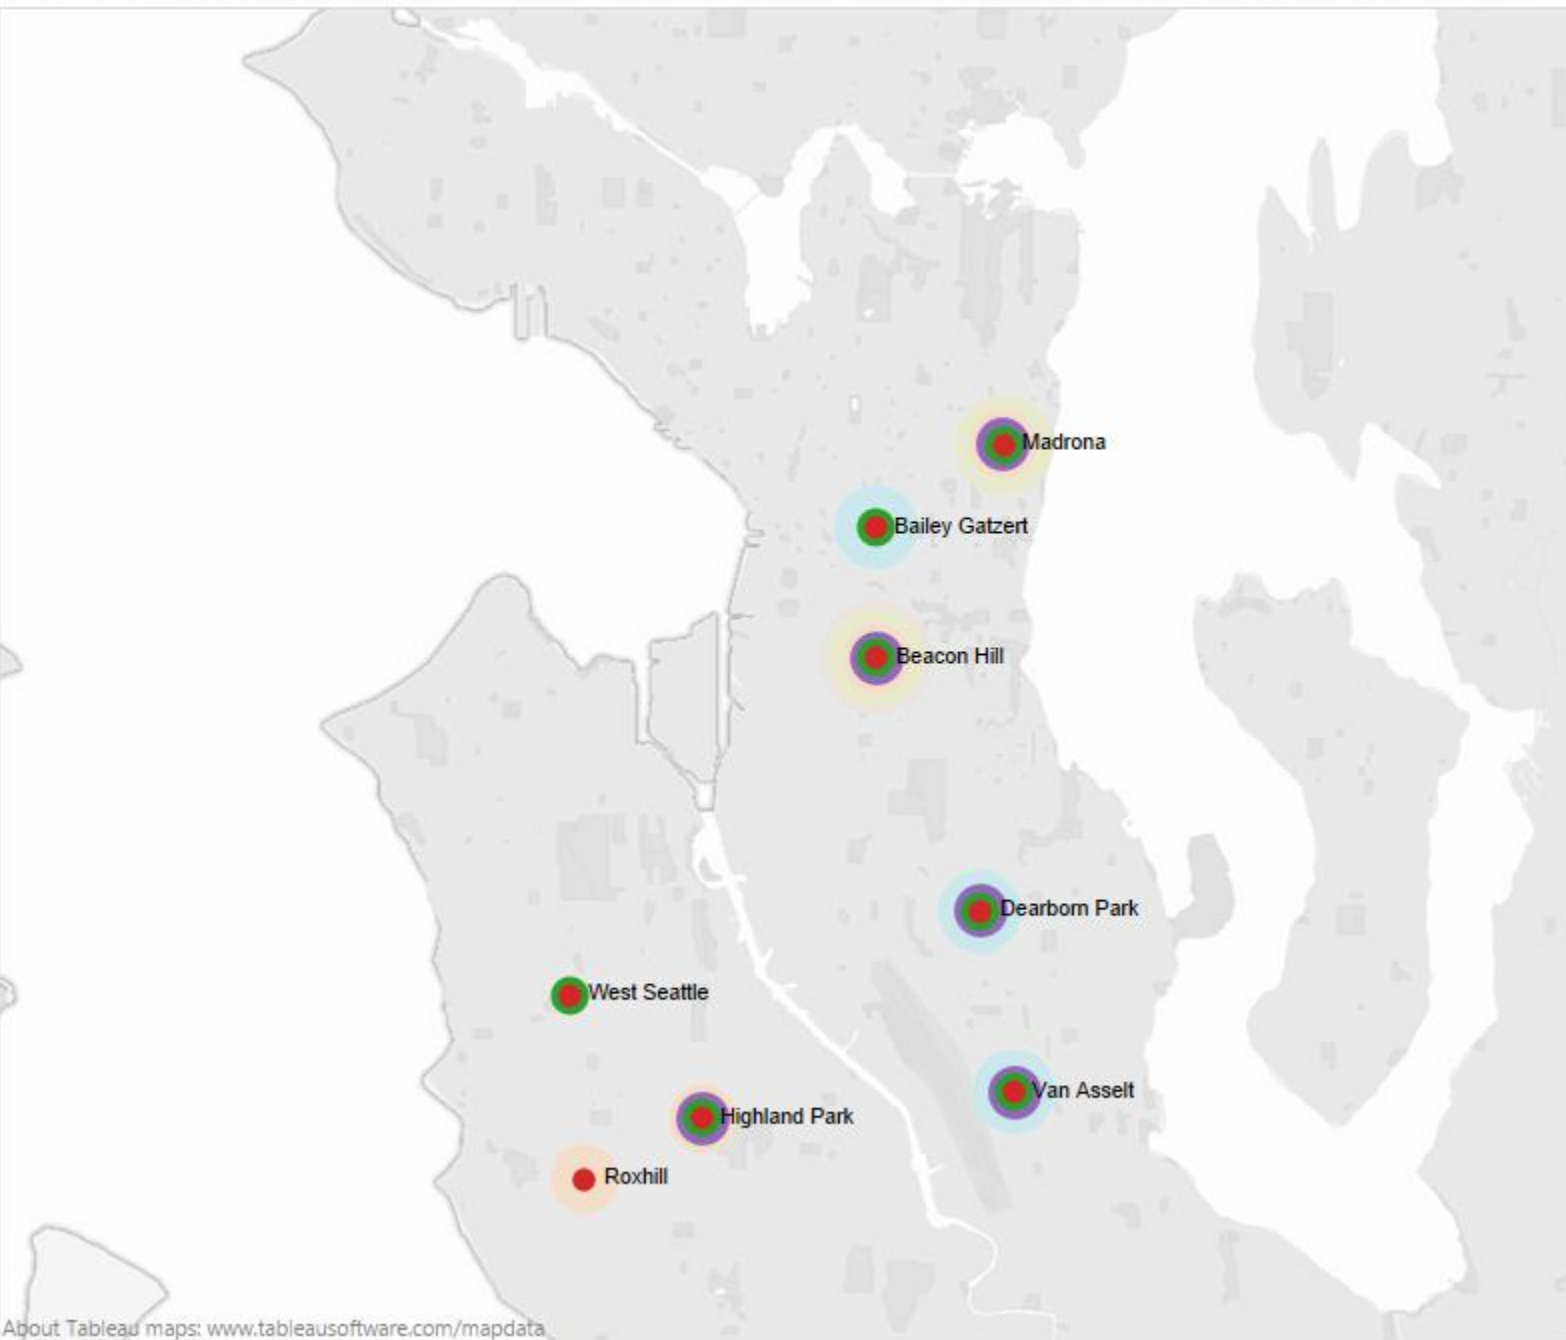 Madrona
Bailey Gatzert
Beacon Hill
Dearborn Park
West Seattle
Van Asselt
Highland Park
Roxhill
About Tableau maps: www.tableausoftware.com/mapdata